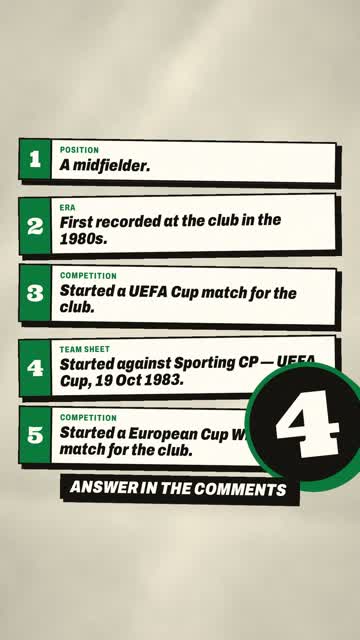 1
POSITION
A midfielder.
2
ERA
First recorded at the club in the
1980s.
3
COMPETITION
Started a UEFA Cup match for the
club.
4
TEAM SHEET
Started against Sporting CP — UEFA
Cup, 19 Oct 1983.
5
COMPETITION
Started a European Cup
match for the club.
4
ANSWER IN THE COMMENTS